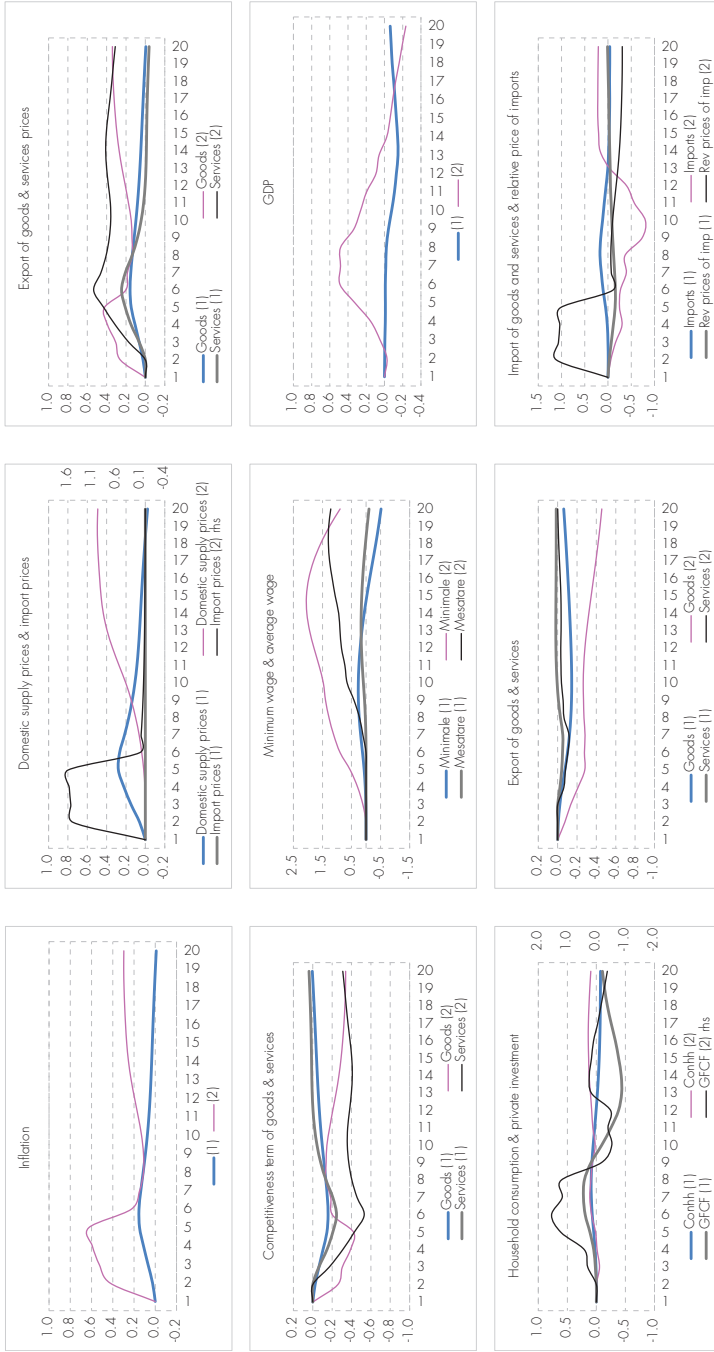 Inflation
1.0
0.8
0.6
0.4
0.2
0.0
-0.2
1 2 3 4 5 6 7 8 9 10 11 12 13 14 15 16 17 18 19 20
(1) (2)
Domestic supply prices & import prices
1.0
0.8
0.6
0.4
0.2
0.0
-0.2
1.6
1.1
0.6
0.1
-0.4
1 2 3 4 5 6 7 8 9 10 11 12 13 14 15 16 17 18 19 20
Domestic supply prices (1) Domestic supply prices (2)
Import prices (1) Import prices (2) rhs
Export of goods & services prices
1.0
0.8
0.6
0.4
0.2
0.0
-0.2
1 2 3 4 5 6 7 8 9 10 11 12 13 14 15 16 17 18 19 20
Goods (1) Goods (2)
Services (1) Services (2)
Competitiveness term of goods & services
0.2
0.0
-0.2
-0.4
-0.6
-0.8
-1.0
1 2 3 4 5 6 7 8 9 10 11 12 13 14 15 16 17 18 19 20
Goods (1) Goods (2)
Services (1) Services (2)
Minimum wage & average wage
2.5
1.5
0.5
-0.5
-1.5
1 2 3 4 5 6 7 8 9 10 11 12 13 14 15 16 17 18 19 20
Minimale (1) Minimale (2)
Mesatare (1) Mesatare (2)
GDP
1.0
0.8
0.6
0.4
0.2
0.0
-0.2
-0.4
1 2 3 4 5 6 7 8 9 10 11 12 13 14 15 16 17 18 19 20
(1) (2)
Household consumption & private investment
1.0
0.5
0.0
-0.5
-1.0
2.0
1.0
0.0
-1.0
-2.0
1 2 3 4 5 6 7 8 9 10 11 12 13 14 15 16 17 18 19 20
Conhh (1) Conhh (2)
GFCF (1) GFCF (2) rhs
Export of goods & services
0.2
0.0
-0.2
-0.4
-0.6
-0.8
-1.0
1 2 3 4 5 6 7 8 9 10 11 12 13 14 15 16 17 18 19 20
Goods (1) Goods (2)
Services (1) Services (2)
Import of goods and services & relative price of imports
1.5
1.0
0.5
0.0
-0.5
-1.0
1 2 3 4 5 6 7 8 9 10 11 12 13 14 15 16 17 18 19 20
Imports (1) Imports (2)
Rev prices of imp (1) Rev prices of imp (2)